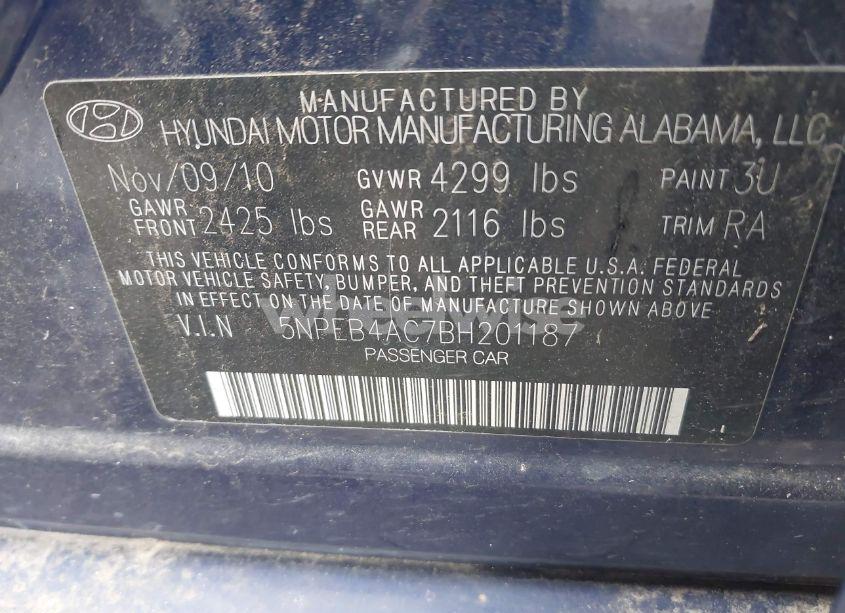 MANUFACTURED BY
HYUNDAI MOTOR MANUFACTURING ALABAMA, LLC
Nov/09/10 GVWR 4299 lbs PAINT 3U
GAWR FRONT 2425 lbs GAWR REAR 2116 lbs TRIM RA
THIS VEHICLE CONFORMS TO ALL APPLICABLE U.S.A. FEDERAL
MOTOR VEHICLE SAFETY, BUMPER, AND THEFT PREVENTION STANDARDS
IN EFFECT ON THE DATE OF MANUFACTURE SHOWN ABOVE
wheelwise
V.I.N 5NPEB4AC7BH201187
PASSENGER CAR